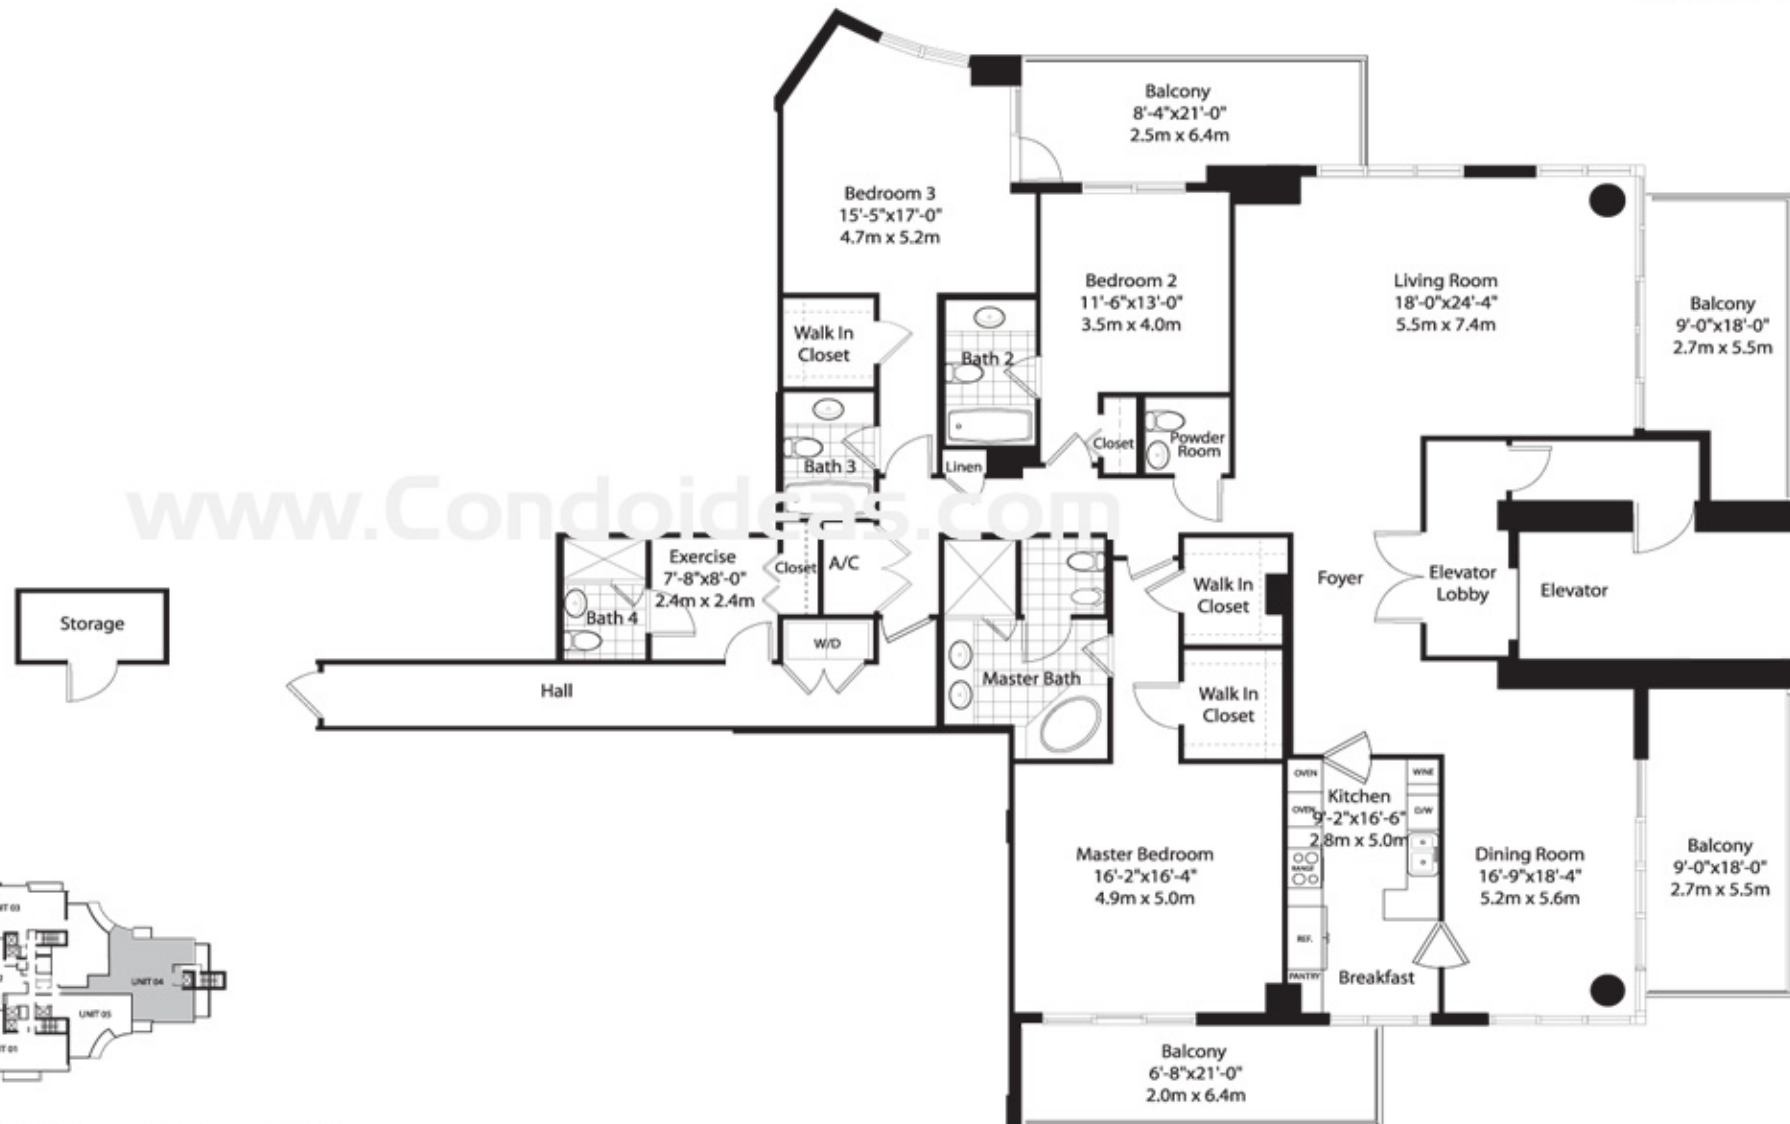 Balcony
8'-4"x21'-0"
2.5m x 6.4m
Bedroom 3
15'-5"x17'-0"
4.7m x 5.2m
Bedroom 2
11'-6"x13'-0"
3.5m x 4.0m
Living Room
18'-0"x24'-4"
5.5m x 7.4m
Balcony
9'-0"x18'-0"
2.7m x 5.5m
Walk In
Closet
Bath 2
Bath 3
Linen
Closet
Powder
Room
www.Condoideas.com
Exercise
7'-8"x8'-0"
2.4m x 2.4m
Closet
A/C
Bath 4
W/D
Walk In
Closet
Foyer
Elevator
Lobby
Elevator
Storage
Hall
Master Bath
Walk In
Closet
OVEN
OVEN
WINE
D/W
Kitchen
9'-2"x16'-6"
2.8m x 5.0m
RANGE
REF.
PANTRY
Breakfast
Master Bedroom
16'-2"x16'-4"
4.9m x 5.0m
Dining Room
16'-9"x18'-4"
5.2m x 5.6m
Balcony
9'-0"x18'-0"
2.7m x 5.5m
Balcony
6'-8"x21'-0"
2.0m x 6.4m
UNIT 04
UNIT 05